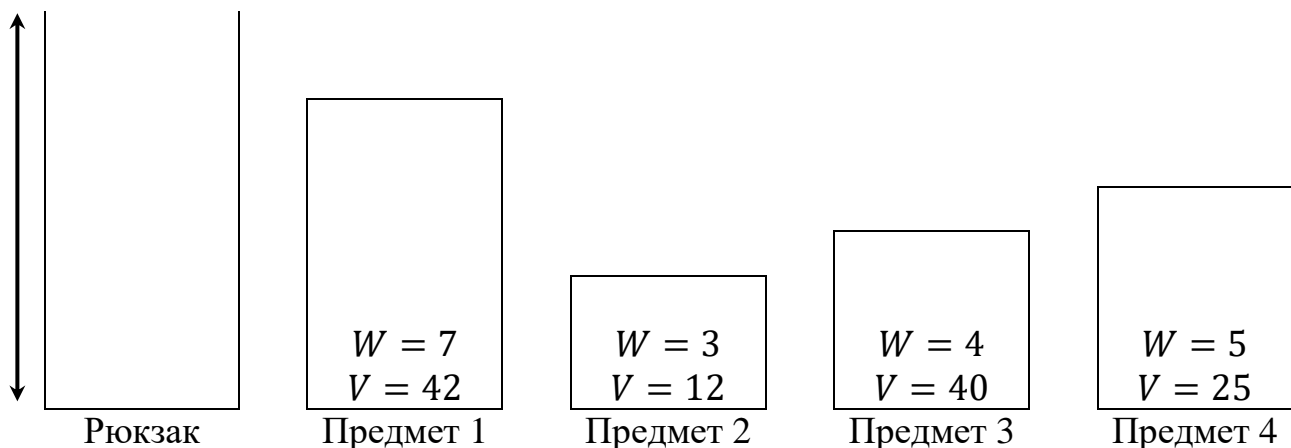 W = 7
V = 42
W = 3
V = 12
W = 4
V = 40
W = 5
V = 25
Рюкзак
Предмет 1
Предмет 2
Предмет 3
Предмет 4